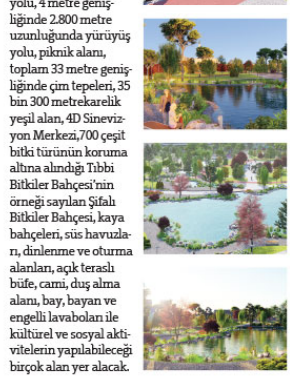 yolu, 4 metre geniş-
liğinde 2.800 metre
uzunluğunda yürüyüş
yolu, piknik alanı,
toplam 33 metre geniş-
liğinde çim tepeleri, 35
bin 300 metrekarelik
yeşil alan, 4D Sineviz-
yon Merkezi,700 çeşit
bitki türünün koruma
altına alındığı Tıbbi
Bitkiler Bahçesi'nin
örneği sayılan Şifalı
Bitkiler Bahçesi, kaya
bahçeleri, süs havuzla-
rı, dinlenme ve oturma
alanları, açık teraslı
büfe, cami, duş alma
alanı, bay, bayan ve
engelli lavaboları ile
kültürel ve sosyal akti-
vitelerin yapılabileceği
birçok alan yer alacak.